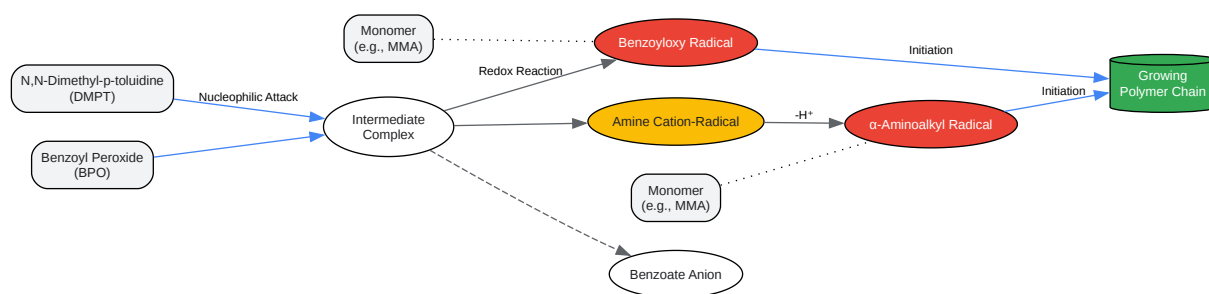 Monomer
(e.g., MMA)
Benzoyloxy Radical
Initiation
N,N-Dimethyl-p-toluidine
(DMPT)
Nucleophilic Attack
Redox Reaction
Growing
Polymer Chain
Initiation
Intermediate
Complex
Amine Cation-Radical
-H⁺
α-Aminoalkyl Radical
Benzoyl Peroxide
(BPO)
Monomer
(e.g., MMA)
Benzoate Anion